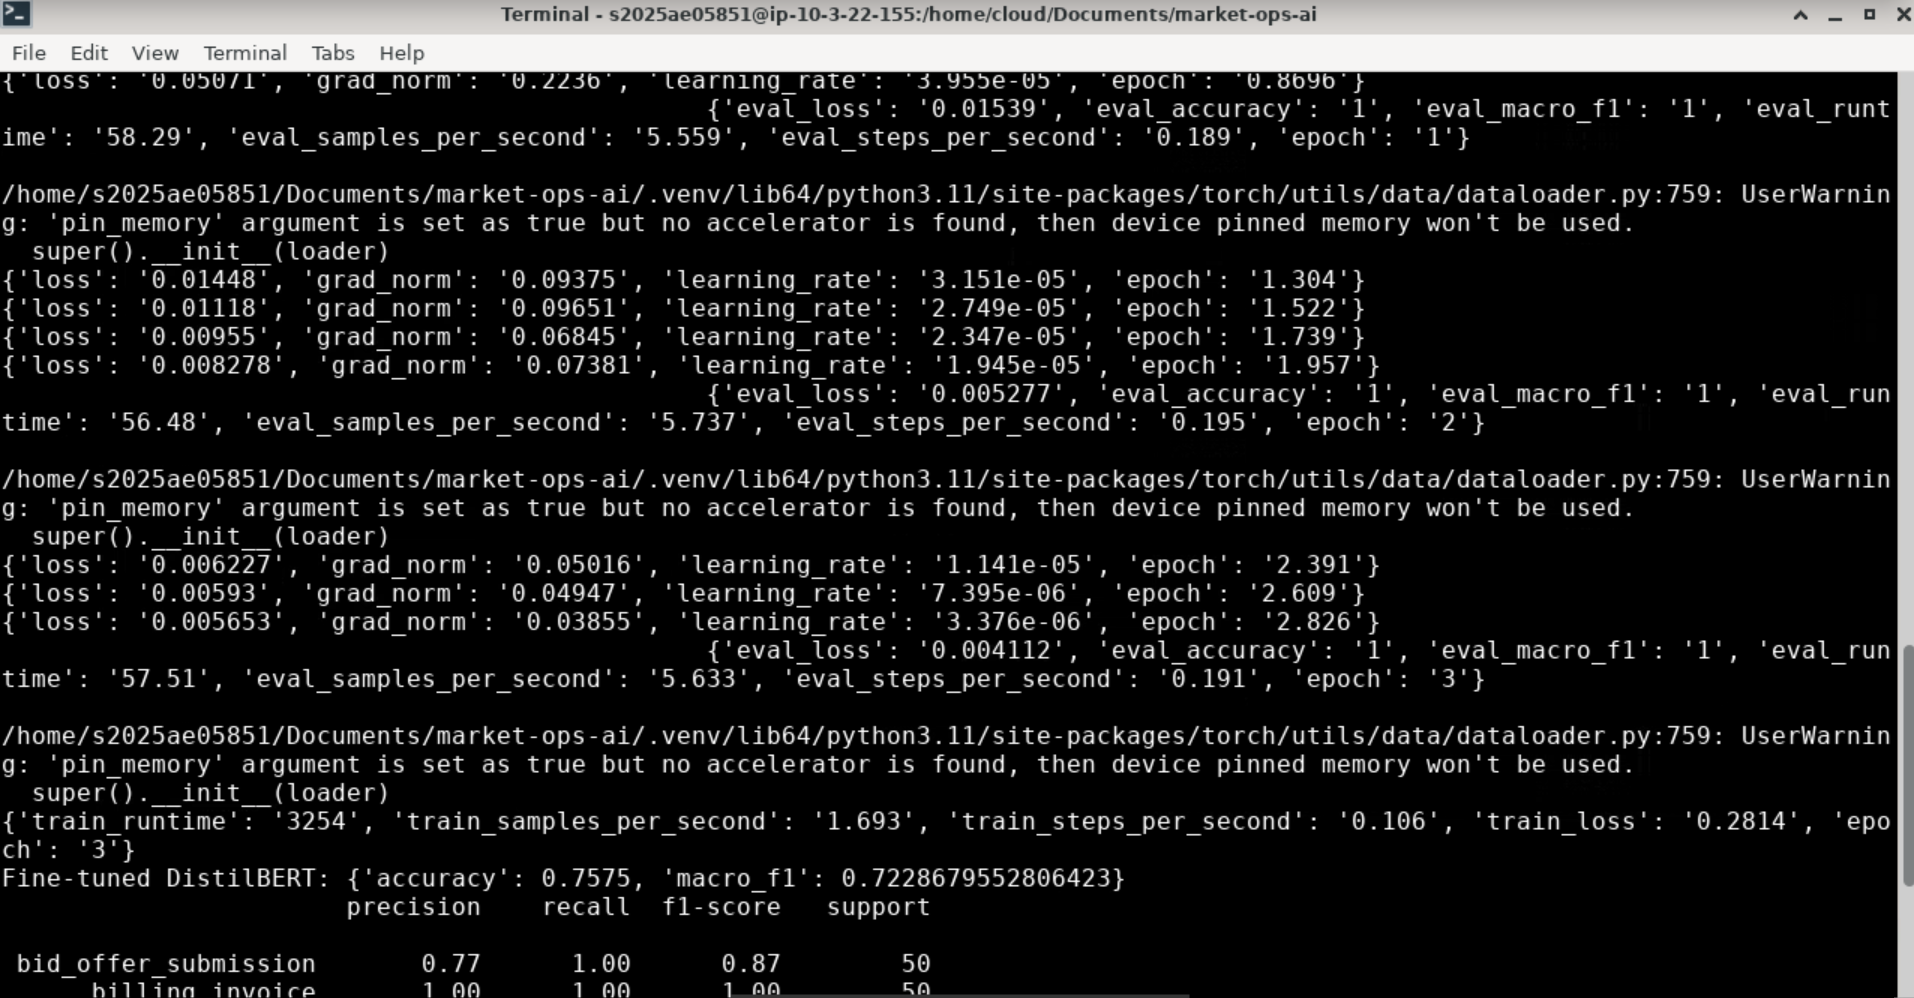 Terminal - s2025ae05851@ip-10-3-22-155:/home/cloud/Documents/market-ops-ai
File Edit View Terminal Tabs Help
{'loss': '0.05071', 'grad_norm': '0.2236', 'learning_rate': '3.955e-05', 'epoch': '0.8696'}
{'eval_loss': '0.01539', 'eval_accuracy': '1', 'eval_macro_f1': '1', 'eval_runt
ime': '58.29', 'eval_samples_per_second': '5.559', 'eval_steps_per_second': '0.189', 'epoch': '1'}
/home/s2025ae05851/Documents/market-ops-ai/.venv/lib64/python3.11/site-packages/torch/utils/data/dataloader.py:759: UserWarnin
g: 'pin_memory' argument is set as true but no accelerator is found, then device pinned memory won't be used.
super().__init__(loader)
{'loss': '0.01448', 'grad_norm': '0.09375', 'learning_rate': '3.151e-05', 'epoch': '1.304'}
{'loss': '0.01118', 'grad_norm': '0.09651', 'learning_rate': '2.749e-05', 'epoch': '1.522'}
{'loss': '0.00955', 'grad_norm': '0.06845', 'learning_rate': '2.347e-05', 'epoch': '1.739'}
{'loss': '0.008278', 'grad_norm': '0.07381', 'learning_rate': '1.945e-05', 'epoch': '1.957'}
{'eval_loss': '0.005277', 'eval_accuracy': '1', 'eval_macro_f1': '1', 'eval_run
time': '56.48', 'eval_samples_per_second': '5.737', 'eval_steps_per_second': '0.195', 'epoch': '2'}
/home/s2025ae05851/Documents/market-ops-ai/.venv/lib64/python3.11/site-packages/torch/utils/data/dataloader.py:759: UserWarnin
g: 'pin_memory' argument is set as true but no accelerator is found, then device pinned memory won't be used.
super().__init__(loader)
{'loss': '0.006227', 'grad_norm': '0.05016', 'learning_rate': '1.141e-05', 'epoch': '2.391'}
{'loss': '0.00593', 'grad_norm': '0.04947', 'learning_rate': '7.395e-06', 'epoch': '2.609'}
{'loss': '0.005653', 'grad_norm': '0.03855', 'learning_rate': '3.376e-06', 'epoch': '2.826'}
{'eval_loss': '0.004112', 'eval_accuracy': '1', 'eval_macro_f1': '1', 'eval_run
time': '57.51', 'eval_samples_per_second': '5.633', 'eval_steps_per_second': '0.191', 'epoch': '3'}
/home/s2025ae05851/Documents/market-ops-ai/.venv/lib64/python3.11/site-packages/torch/utils/data/dataloader.py:759: UserWarnin
g: 'pin_memory' argument is set as true but no accelerator is found, then device pinned memory won't be used.
super().__init__(loader)
{'train_runtime': '3254', 'train_samples_per_second': '1.693', 'train_steps_per_second': '0.106', 'train_loss': '0.2814', 'epo
ch': '3'}
Fine-tuned DistilBERT: {'accuracy': 0.7575, 'macro_f1': 0.7228679552806423}
precision recall f1-score support
bid_offer_submission 0.77 1.00 0.87 50
billing_invoice 1.00 1.00 1.00 50